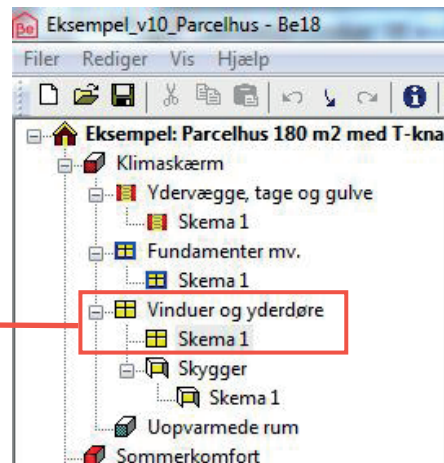 Be Eksempel_v10_Parcelhus - Be18
Filer Rediger Vis Hjælp
Eksempel: Parcelhus 180 m2 med T-kna
Klimaskærm
Ydervægge, tage og gulve
Skema 1
Fundamenter mv.
Skema 1
Vinduer og yderdøre
Skema 1
Skygger
Skema 1
Uopvarmede rum
Sommerkomfort